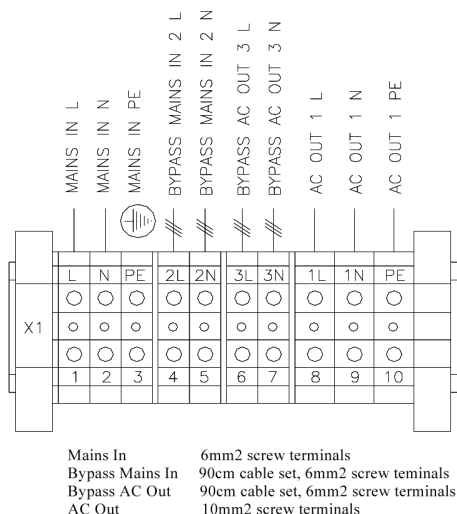 MAINS IN L
MAINS IN N
MAINS IN PE
BYPASS MAINS IN 2 L
BYPASS MAINS IN 2 N
BYPASS AC OUT 3 L
BYPASS AC OUT 3 N
AC OUT 1 L
AC OUT 1 N
AC OUT 1 PE
L N PE 2L 2N 3L 3N 1L 1N PE
X1
1 2 3 4 5 6 7 8 9 10
Mains In 6mm2 screw terminals
Bypass Mains In 90cm cable set, 6mm2 screw teminals
Bypass AC Out 90cm cable set, 6mm2 screw terminals
AC Out 10mm2 screw terminals